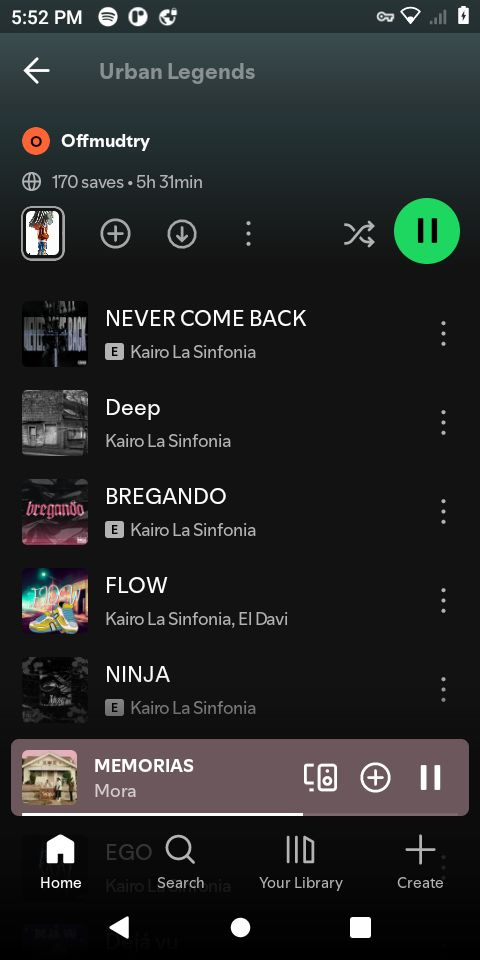 5:52 PM
Urban Legends
O Offmudtry
170 saves • 5h 31min
NEVER COME BACK
E Kairo La Sinfonia
Deep
Kairo La Sinfonia
bregando
BREGANDO
E Kairo La Sinfonia
FLOW
Kairo La Sinfonia, El Davi
NINJA
E Kairo La Sinfonia
MEMORIAS
Mora
EGO
Kairo La Sinfonia
Home
Search
Your Library
Create
Deja vu